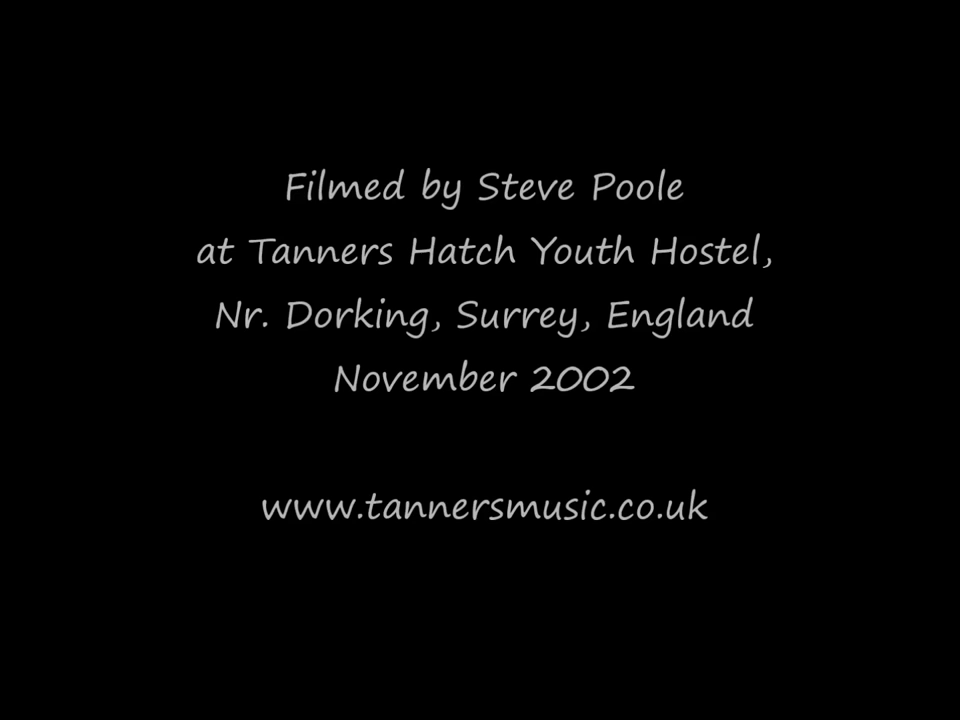 Filmed by Steve Poole
at Tanners Hatch Youth Hostel,
Nr. Dorking, Surrey, England
November 2002
www.tannersmusic.co.uk